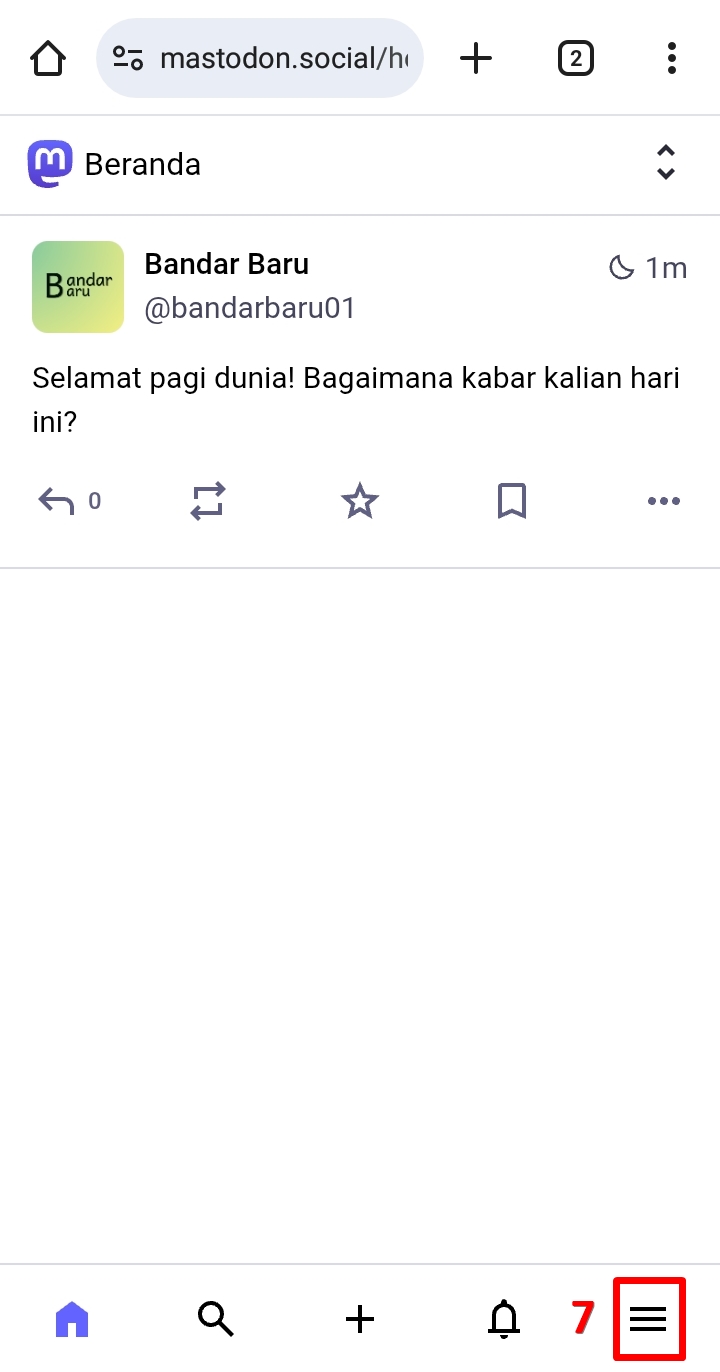 mastodon.social/h
2
Beranda
Bandar Baru
Bandar Baru
1m
@bandarbaru01
Selamat pagi dunia! Bagaimana kabar kalian hari
ini?
0
7